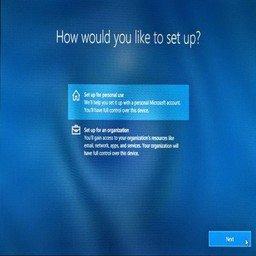 How would you like to set up?
Set up for personal use
We'll help you set it up with a personal Microsoft account.
You'll have full control over this device.
Set up for an organization
You'll gain access to your organization's resources like
email, network, apps, and services. Your organization will
have full control over this device.
Next